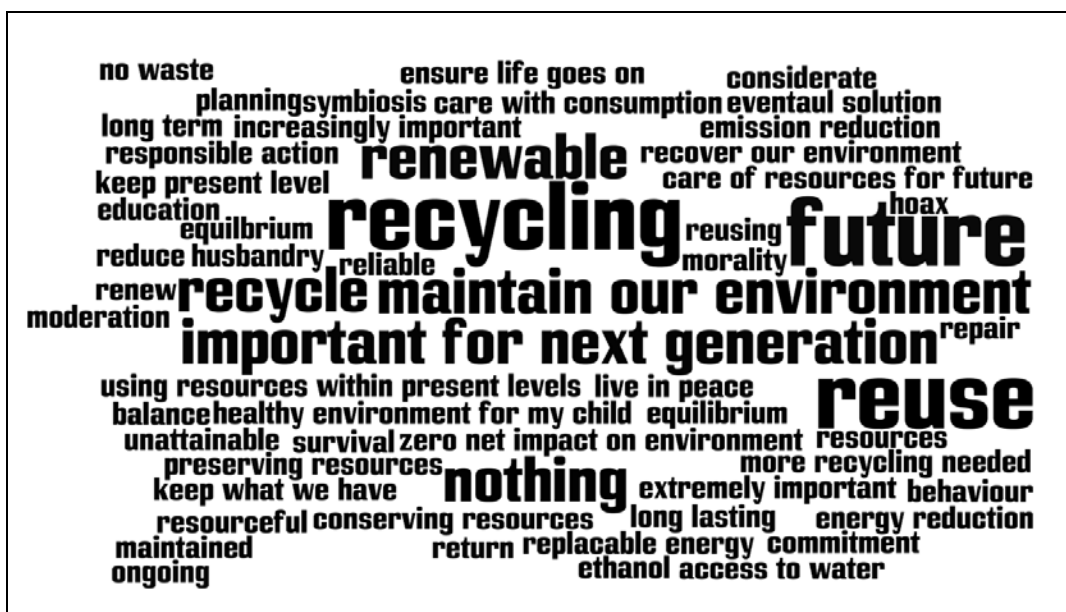 no waste ensure life goes on considerate
planning symbiosis care with consumption eventaul solution
long term increasingly important emission reduction
responsible action renewable recover our environment
keep present level care of resources for future
education recycling future hoax
equilbrium reusing
reduce husbandry reliable morality
renew recycle maintain our environment
moderation important for next generation repair
using resources within present levels live in peace
reuse
balance healthy environment for my child equilibrium
unattainable survival zero net impact on environment resources
preserving resources nothing more recycling needed
keep what we have extremely important behaviour
resourceful conserving resources long lasting energy reduction
maintained return replacable energy commitment
ongoing ethanol access to water